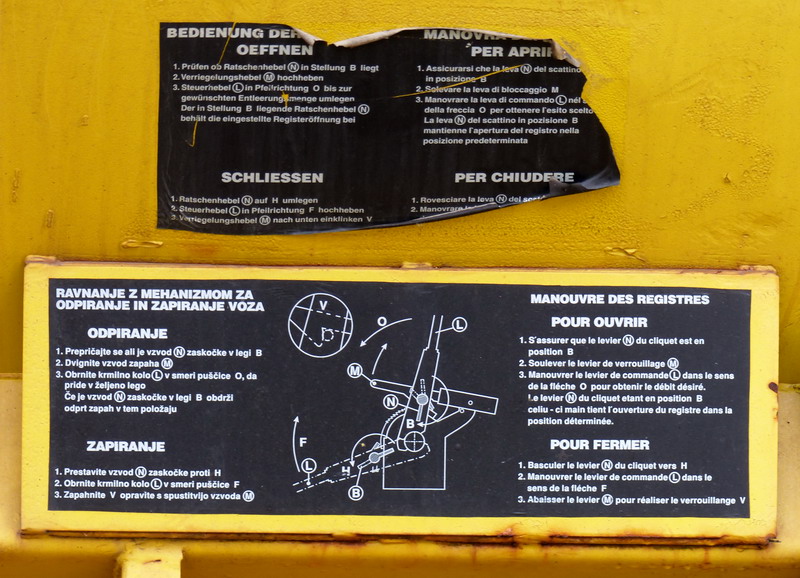 BEDIENUNG DER
OEFFNEN
1. Prüfen ob Ratschenhebel N in Stellung B liegt
2. Verriegelungshebel M hochheben
3. Steuerhebel L in Pfeilrichtung O bis zur
gewünschten Entleerungsmenge umlegen
Der in Stellung B liegende Ratschenhebel N
behält die eingestellte Registeröffnung bei
SCHLIESSEN
1. Ratschenhebel N auf H umlegen
2. Steuerhebel L in Pfeilrichtung F hochheben
3. Verriegelungshebel M nach unten einklinken V
MANOVRA
PER APRIR
1. Assicurarsi che la leva N del scattino
in posizione B
2. Solevare la leva di bloccaggio M
3. Manovrare la leva di commando L nel s
della freccia O per ottenere l'esito scelto
La leva N del scattino in pozisione B
mantienne l'apertura del registro nella
posizione predeterminata
PER CHIUDERE
1. Rovesciare la leva N del
2. Manovrare
RAVNANJE Z MEHANIZMOM ZA
ODPIRANJE IN ZAPIRANJE VOZA
ODPIRANJE
1. Prepričajte se ali je vzvod N zaskočke v legi B
2. Dvignite vzvod zapaha M
3. Obrnite krmilno kolo L v smeri puščice O, da
pride v željeno lego
Če je vzvod N zaskočke v legi B obdrži
odprt zapah v tem položaju
ZAPIRANJE
1. Prestavite vzvod N zaskočke proti H
2. Obrnite krmilno kolo L v smeri puščice F
3. Zapahnite V opravite s spustitvijo vzvoda M
V
O
L
M
N
B
F
L
H
B
MANOUVRE DES REGISTRES
POUR OUVRIR
1. S'assurer que le levier N du cliquet est en
position B
2. Soulever le levier de verrouillage M
3. Manouvrer le levier de commande L dans le sens
de la fléche O pour obtenir le débit désiré.
Le levier N du cliquet etant en position B
celiu - ci main tient l'ouverture du registre dans la
position déterminée.
POUR FERMER
1. Basculer le levier N du cliquet vers H
2. Manouvrer le levier de commande L dans le
sens de la fléché F
3. Abaisser le levier M pour réaliser le verrouillange V